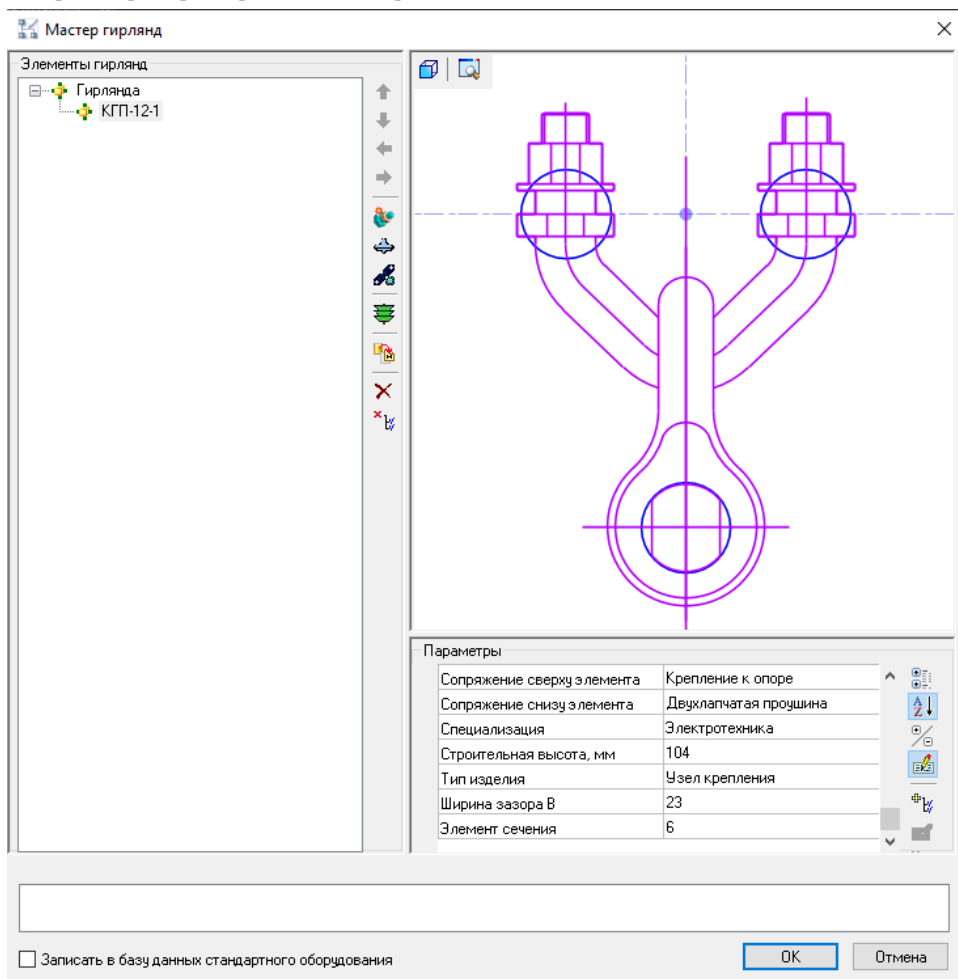 Мастер гирлянд
Элементы гирлянд
Гирлянда
КГП-12-1
Параметры
Сопряжение сверху элемента Крепление к опоре
Сопряжение снизу элемента Двухлапчатая проушина
Специализация Электротехника
Строительная высота, мм 104
Тип изделия Узел крепления
Ширина зазора В 23
Элемент сечения 6
Записать в базу данных стандартного оборудования
OK Отмена